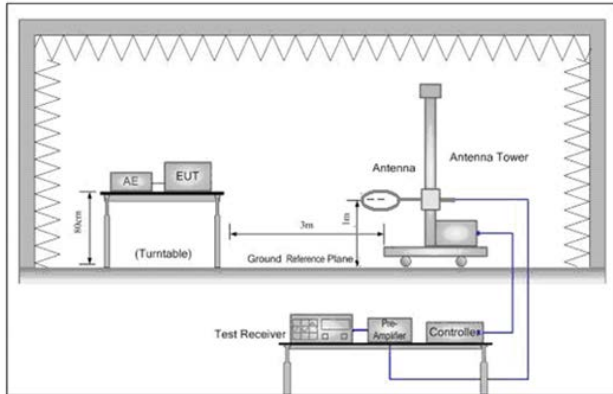 AE
EUT
80cm
(Turntable)
3m
Antenna
Antenna Tower
1m
Ground Reference Plane
Test Receiver
Pre-
Amplifier
Controller